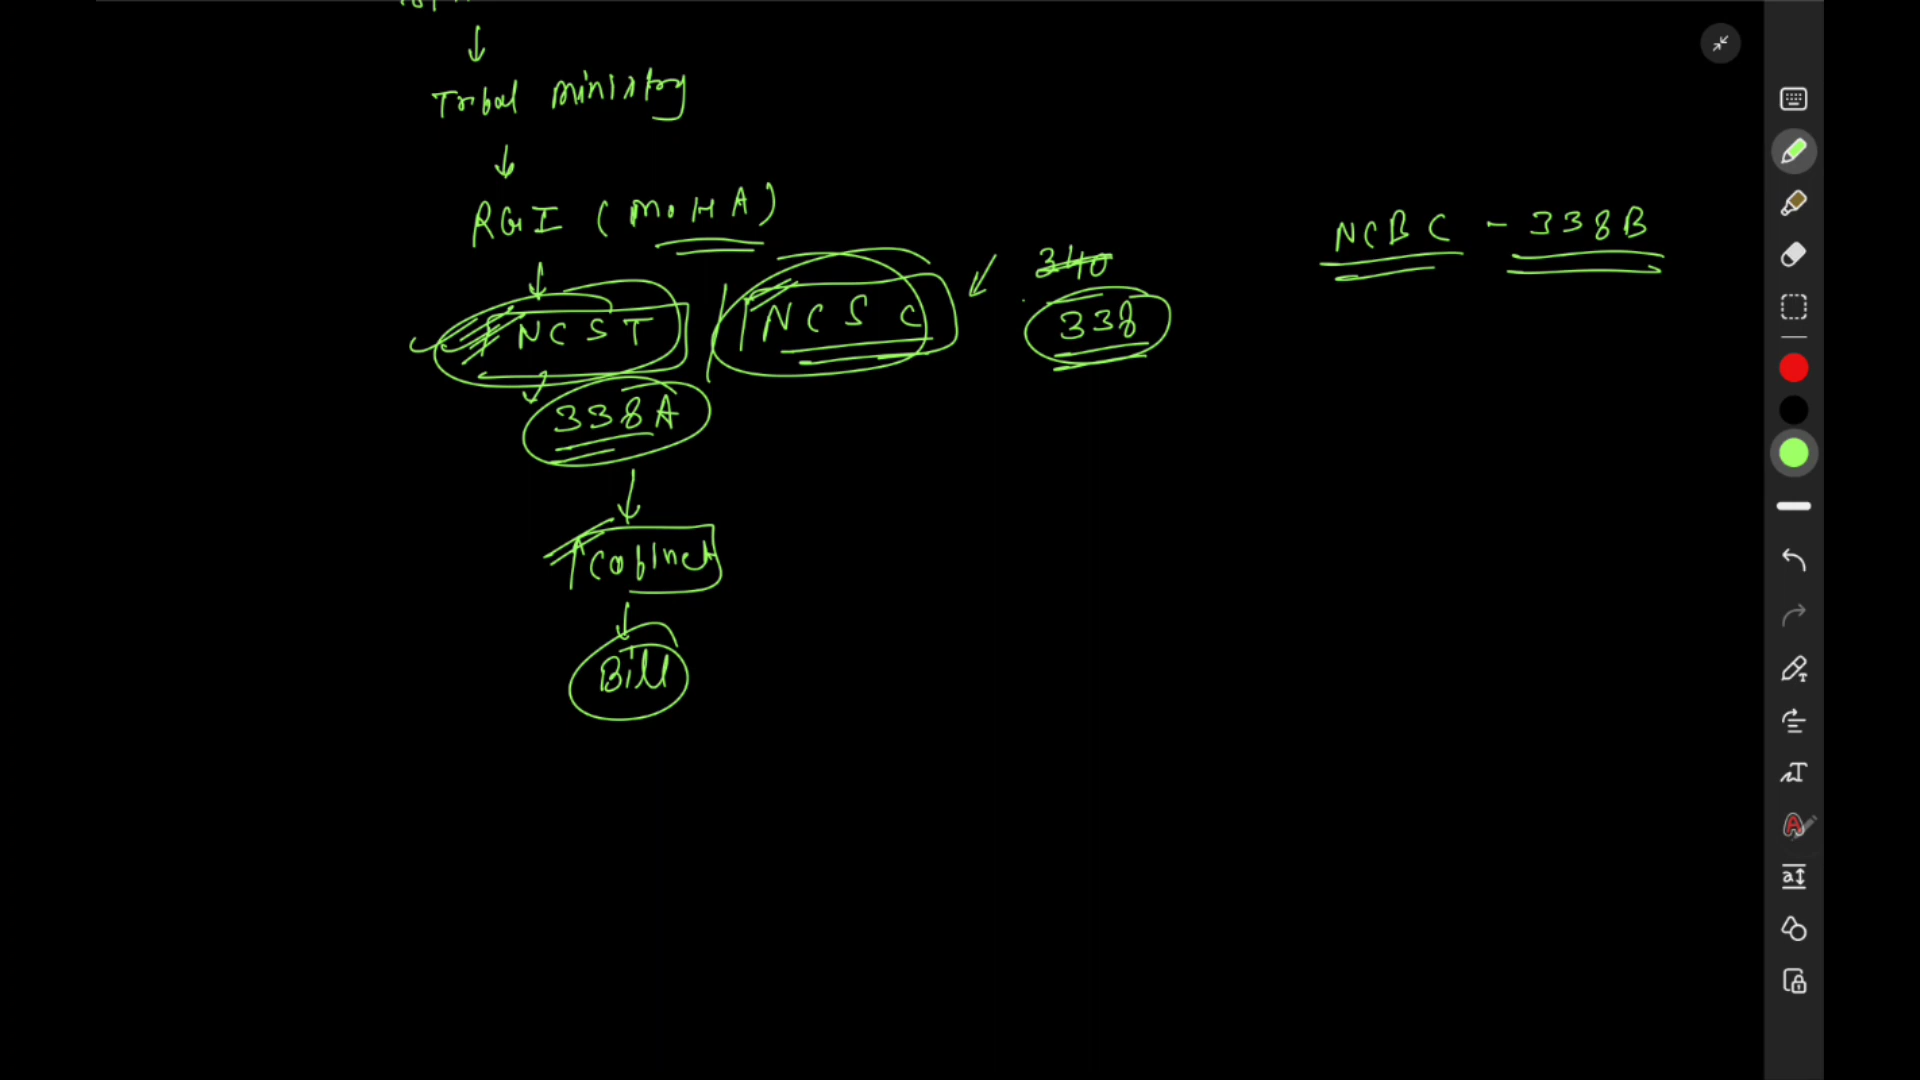 Tribal ministry
RGI (MOHA)
NCBC - 338B
340
NCST
NCSC
338
338A
Cabinet
Bill